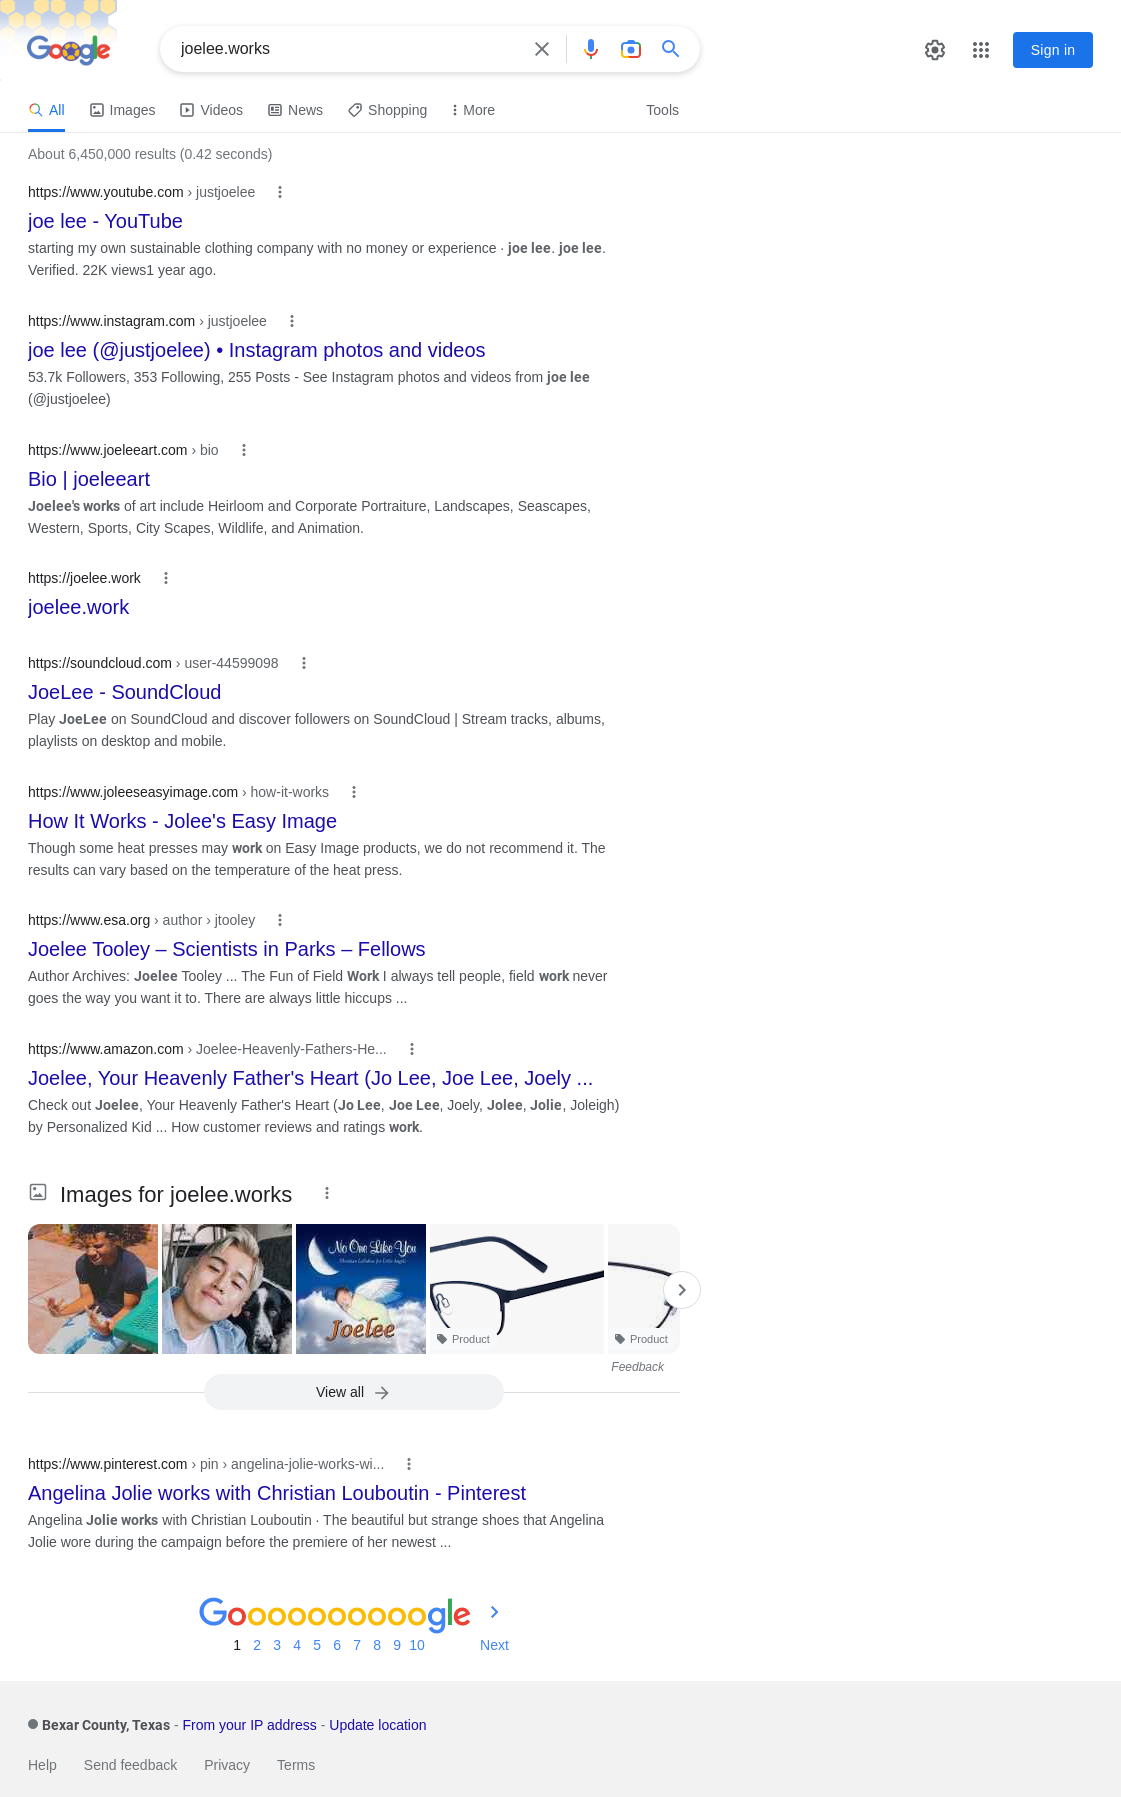 Google
joelee.works
Sign in
All Images Videos News Shopping More Tools
About 6,450,000 results (0.42 seconds)
https://www.youtube.com › justjoelee
joe lee - YouTube
starting my own sustainable clothing company with no money or experience · joe lee. joe lee.
Verified. 22K views1 year ago.
https://www.instagram.com › justjoelee
joe lee (@justjoelee) • Instagram photos and videos
53.7k Followers, 353 Following, 255 Posts - See Instagram photos and videos from joe lee
(@justjoelee)
https://www.joeleeart.com › bio
Bio | joeleeart
Joelee's works of art include Heirloom and Corporate Portraiture, Landscapes, Seascapes,
Western, Sports, City Scapes, Wildlife, and Animation.
https://joelee.work
joelee.work
https://soundcloud.com › user-44599098
JoeLee - SoundCloud
Play JoeLee on SoundCloud and discover followers on SoundCloud | Stream tracks, albums,
playlists on desktop and mobile.
https://www.joleeseasyimage.com › how-it-works
How It Works - Jolee's Easy Image
Though some heat presses may work on Easy Image products, we do not recommend it. The
results can vary based on the temperature of the heat press.
https://www.esa.org › author › jtooley
Joelee Tooley – Scientists in Parks – Fellows
Author Archives: Joelee Tooley ... The Fun of Field Work I always tell people, field work never
goes the way you want it to. There are always little hiccups ...
https://www.amazon.com › Joelee-Heavenly-Fathers-He...
Joelee, Your Heavenly Father's Heart (Jo Lee, Joe Lee, Joely ...
Check out Joelee, Your Heavenly Father's Heart (Jo Lee, Joe Lee, Joely, Jolee, Jolie, Joleigh)
by Personalized Kid ... How customer reviews and ratings work.
Images for joelee.works
No One Like You
Christian Lullabies for Little Angels
Joelee
Product Product
Feedback
View all
https://www.pinterest.com › pin › angelina-jolie-works-wi...
Angelina Jolie works with Christian Louboutin - Pinterest
Angelina Jolie works with Christian Louboutin · The beautiful but strange shoes that Angelina
Jolie wore during the campaign before the premiere of her newest ...
Goooooooooogle
1 2 3 4 5 6 7 8 9 10 Next
Bexar County, Texas - From your IP address - Update location
Help Send feedback Privacy Terms